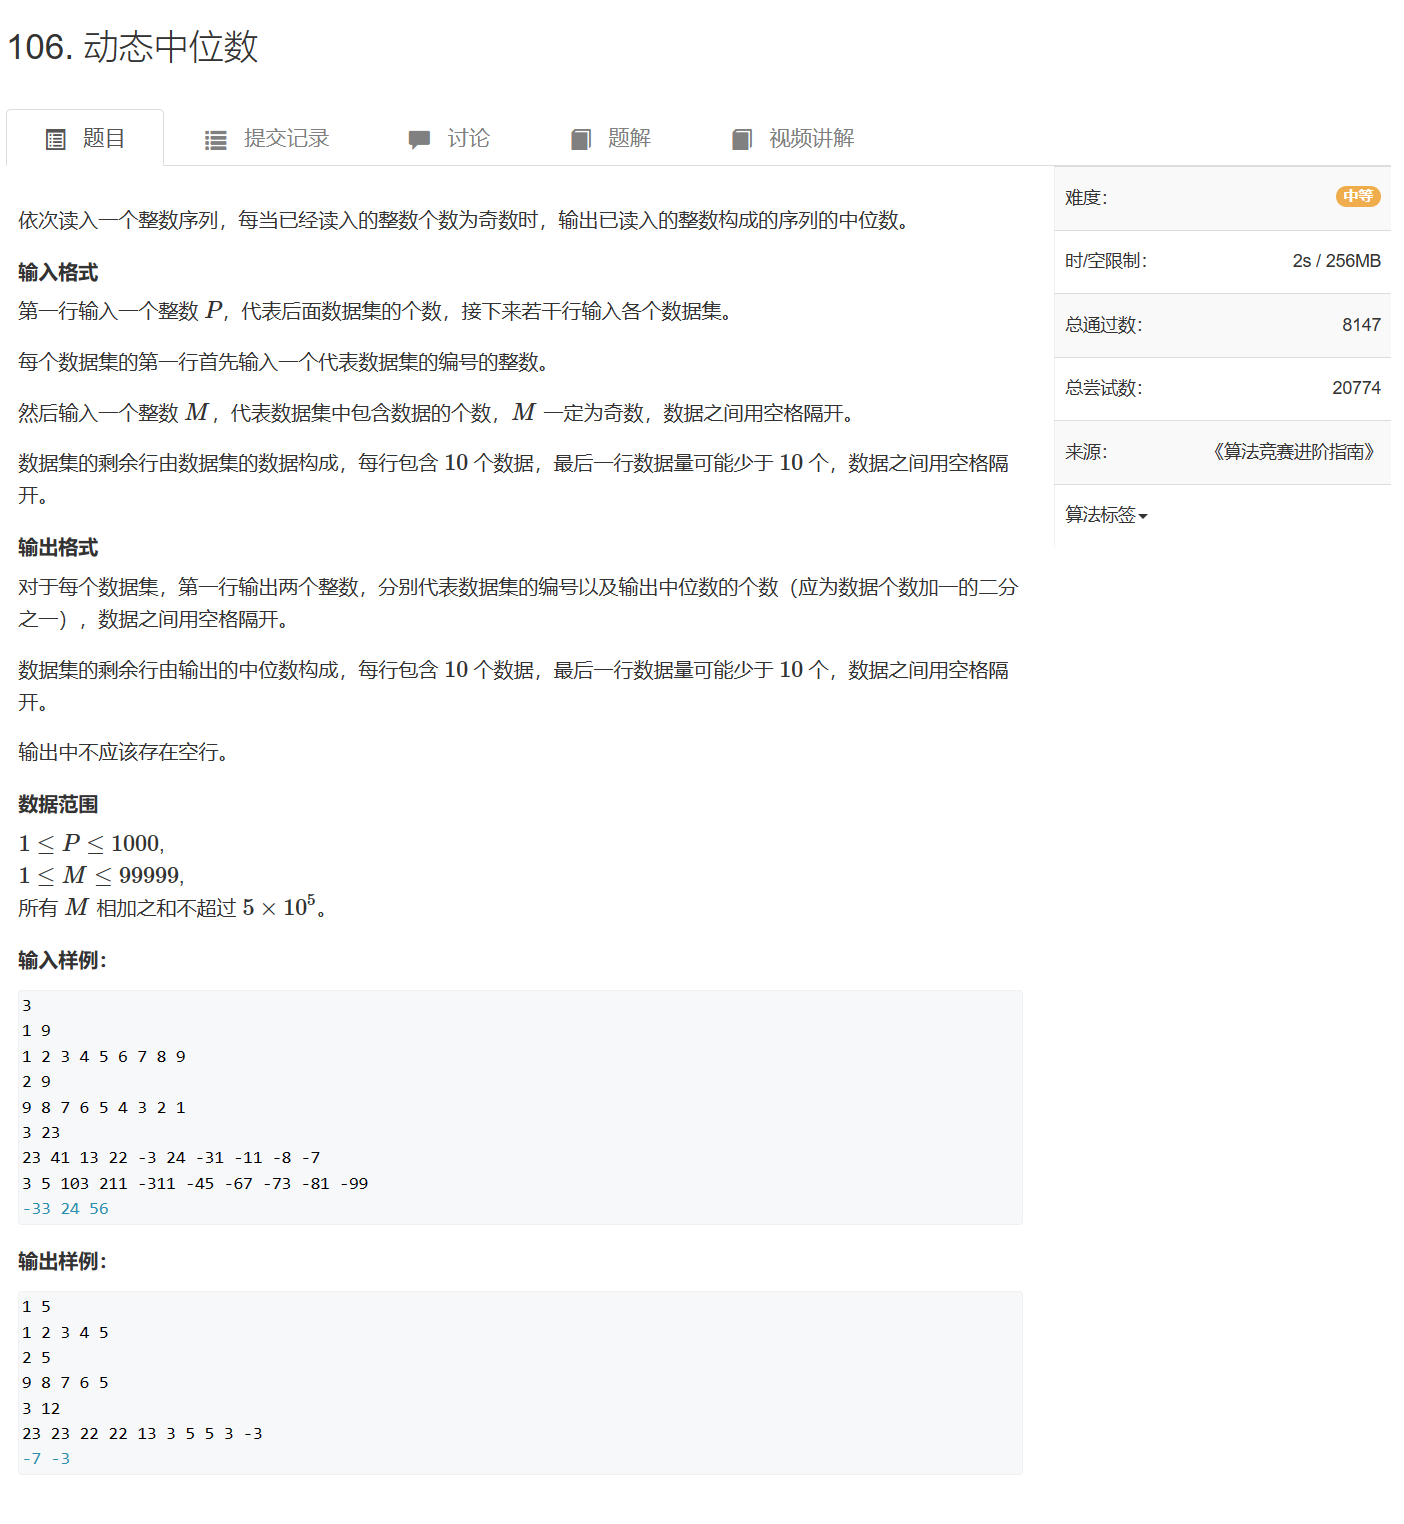 106. 动态中位数
题目
提交记录
讨论
题解
视频讲解
依次读入一个整数序列，每当已经读入的整数个数为奇数时，输出已读入的整数构成的序列的中位数。
输入格式
第一行输入一个整数 P，代表后面数据集的个数，接下来若干行输入各个数据集。
每个数据集的第一行首先输入一个代表数据集的编号的整数。
然后输入一个整数 M，代表数据集中包含数据的个数，M 一定为奇数，数据之间用空格隔开。
数据集的剩余行由数据集的数据构成，每行包含 10 个数据，最后一行数据量可能少于 10 个，数据之间用空格隔
开。
输出格式
对于每个数据集，第一行输出两个整数，分别代表数据集的编号以及输出中位数的个数（应为数据个数加一的二分
之一），数据之间用空格隔开。
数据集的剩余行由输出的中位数构成，每行包含 10 个数据，最后一行数据量可能少于 10 个，数据之间用空格隔
开。
输出中不应该存在空行。
数据范围
1 ≤ P ≤ 1000,
1 ≤ M ≤ 99999,
所有 M 相加之和不超过 5 × 10⁵。
输入样例：
3
1 9
1 2 3 4 5 6 7 8 9
2 9
9 8 7 6 5 4 3 2 1
3 23
23 41 13 22 -3 24 -31 -11 -8 -7
3 5 103 211 -311 -45 -67 -73 -81 -99
-33 24 56
输出样例：
1 5
1 2 3 4 5
2 5
9 8 7 6 5
3 12
23 23 22 22 13 3 5 5 3 -3
-7 -3
难度： 中等
时/空限制： 2s / 256MB
总通过数： 8147
总尝试数： 20774
来源： 《算法竞赛进阶指南》
算法标签